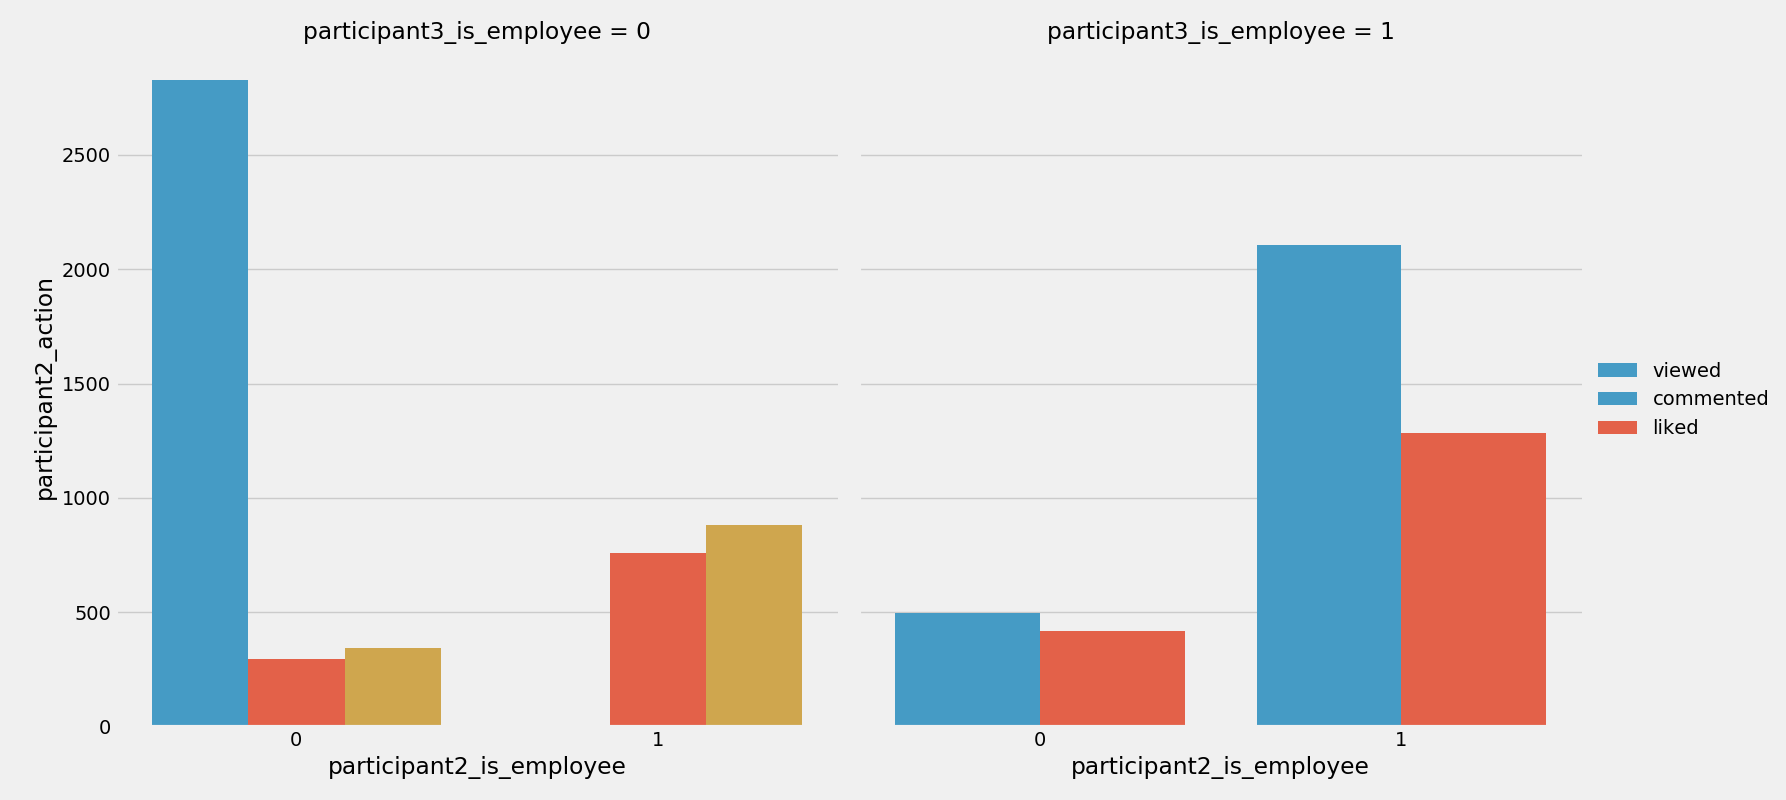 participant3_is_employee = 0
participant3_is_employee = 1
participant2_action
2500
2000
1500
1000
500
0
0
1
0
1
participant2_is_employee
participant2_is_employee
viewed
commented
liked